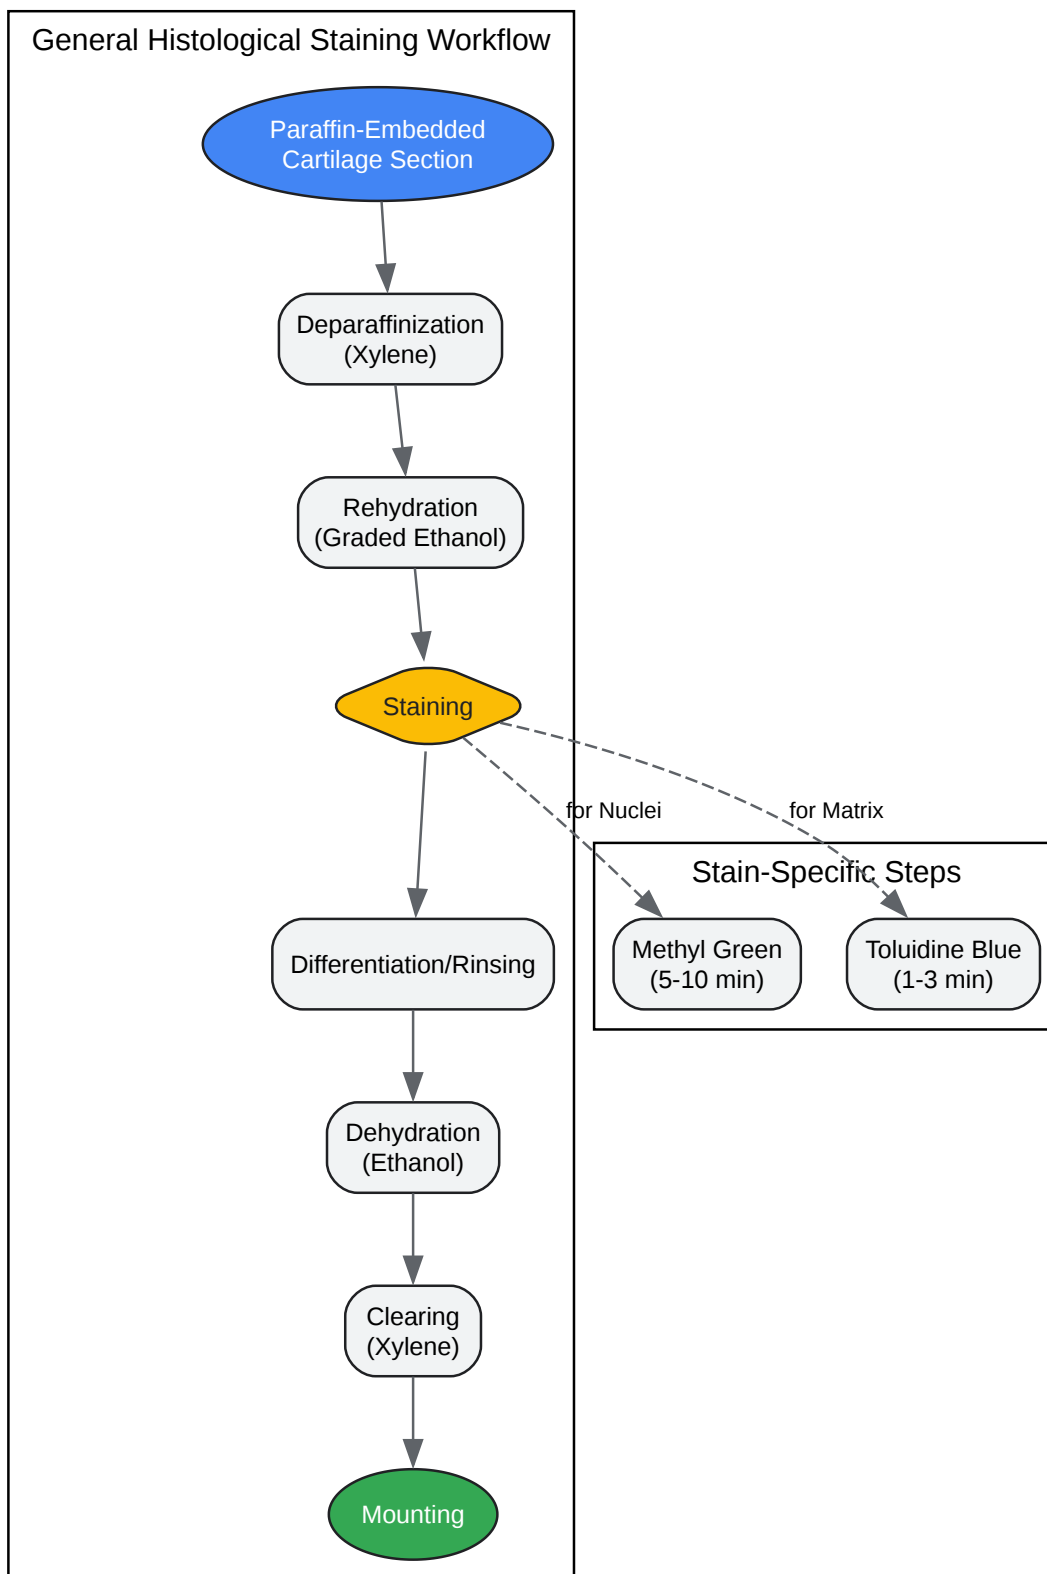 General Histological Staining Workflow
Paraffin-Embedded
Cartilage Section
Deparaffinization
(Xylene)
Rehydration
(Graded Ethanol)
Staining
for Nuclei
for Matrix
Stain-Specific Steps
Methyl Green
(5-10 min)
Toluidine Blue
(1-3 min)
Differentiation/Rinsing
Dehydration
(Ethanol)
Clearing
(Xylene)
Mounting